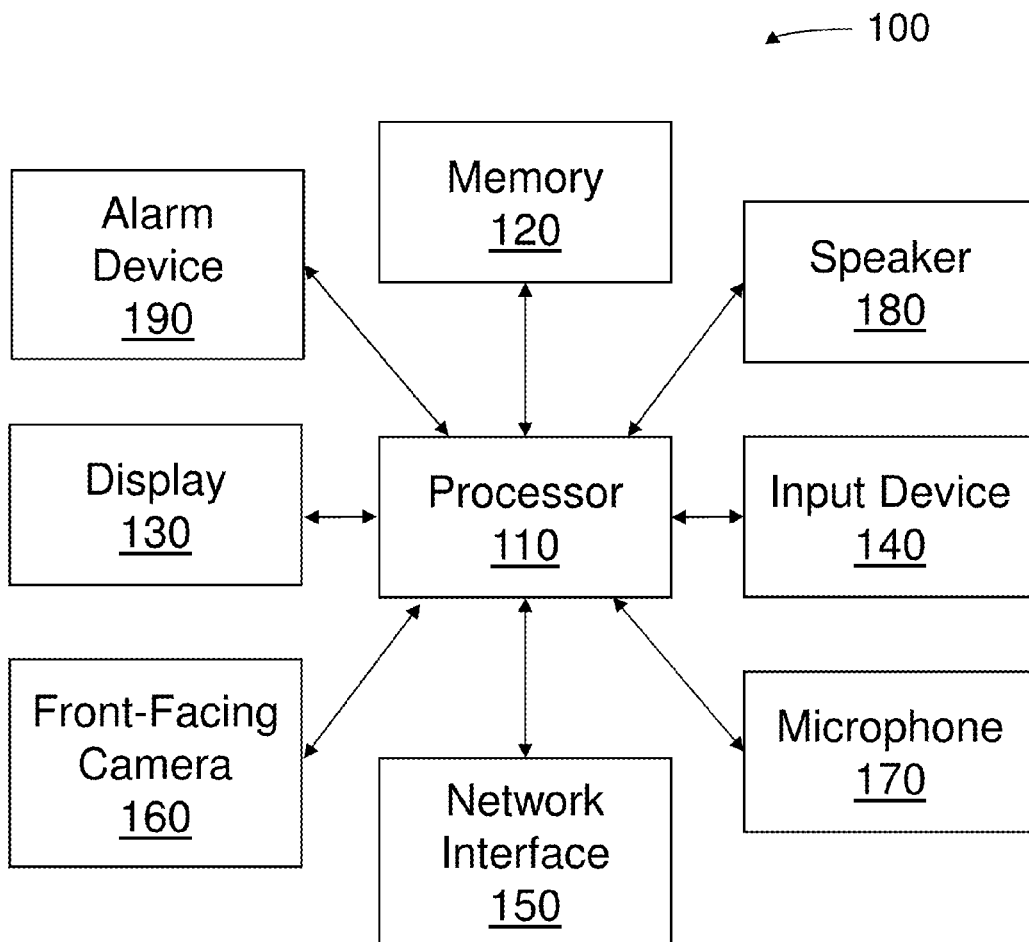 100
Memory
120
Alarm
Device
190
Speaker
180
Display
130
Processor
110
Input Device
140
Front-Facing
Camera
160
Network
Interface
150
Microphone
170